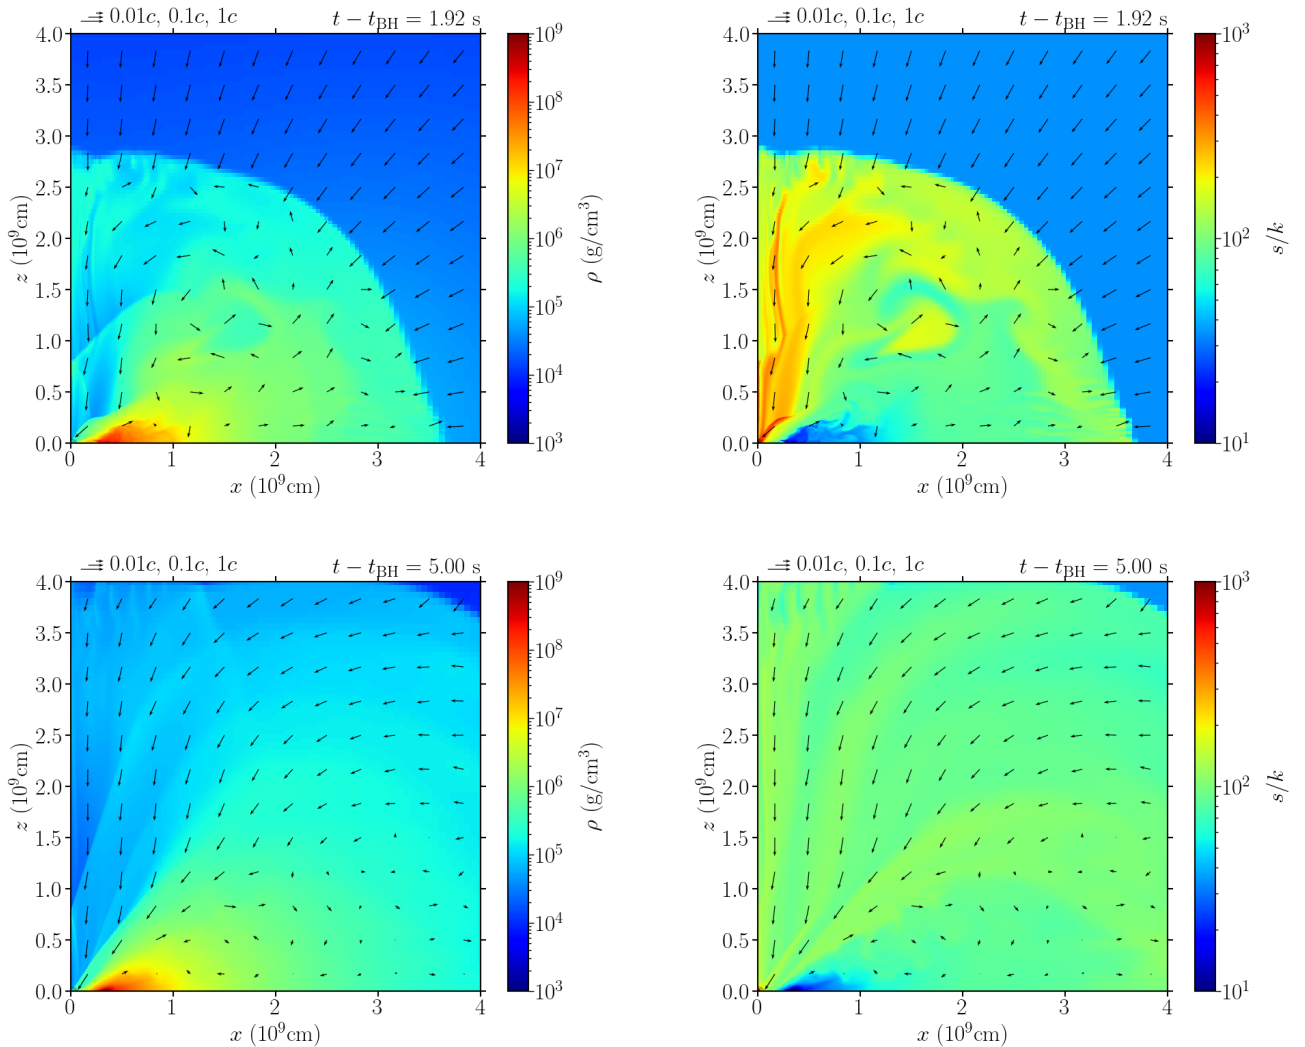 0.01c, 0.1c, 1c
t − t_BH = 1.92 s
4.0
3.5
3.0
2.5
2.0
1.5
1.0
0.5
0.0
z (10^9cm)
0 1 2 3 4
x (10^9cm)
10^9
10^8
10^7
10^6
10^5
10^4
10^3
ρ (g/cm^3)
0.01c, 0.1c, 1c
t − t_BH = 1.92 s
4.0
3.5
3.0
2.5
2.0
1.5
1.0
0.5
0.0
z (10^9cm)
0 1 2 3 4
x (10^9cm)
10^3
10^2
10^1
s/k
0.01c, 0.1c, 1c
t − t_BH = 5.00 s
4.0
3.5
3.0
2.5
2.0
1.5
1.0
0.5
0.0
z (10^9cm)
0 1 2 3 4
x (10^9cm)
10^9
10^8
10^7
10^6
10^5
10^4
10^3
ρ (g/cm^3)
0.01c, 0.1c, 1c
t − t_BH = 5.00 s
4.0
3.5
3.0
2.5
2.0
1.5
1.0
0.5
0.0
z (10^9cm)
0 1 2 3 4
x (10^9cm)
10^3
10^2
10^1
s/k